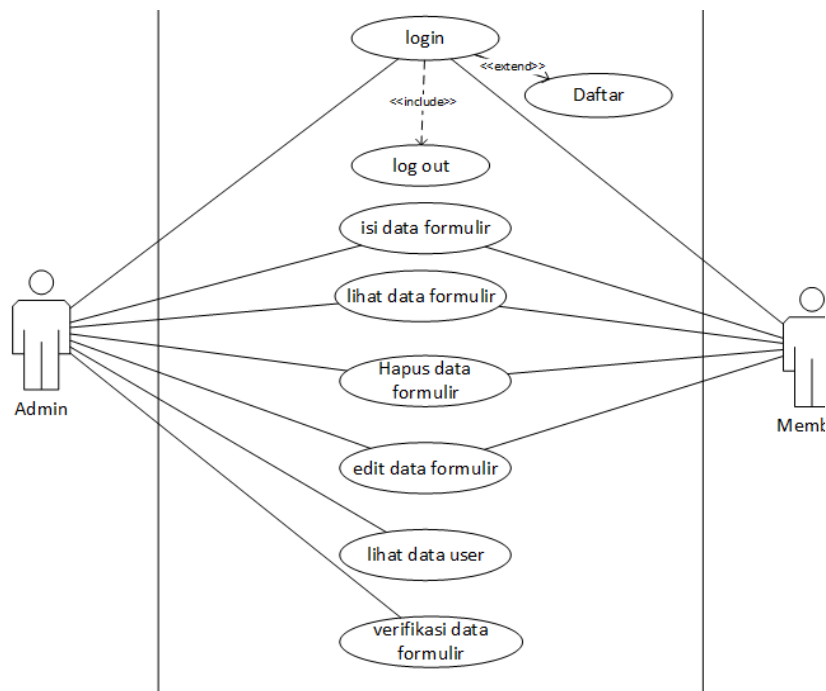 login
<<extend>>
Daftar
<<include>>
log out
isi data formulir
lihat data formulir
Hapus data
formulir
Admin
Memb
edit data formulir
lihat data user
verifikasi data
formulir